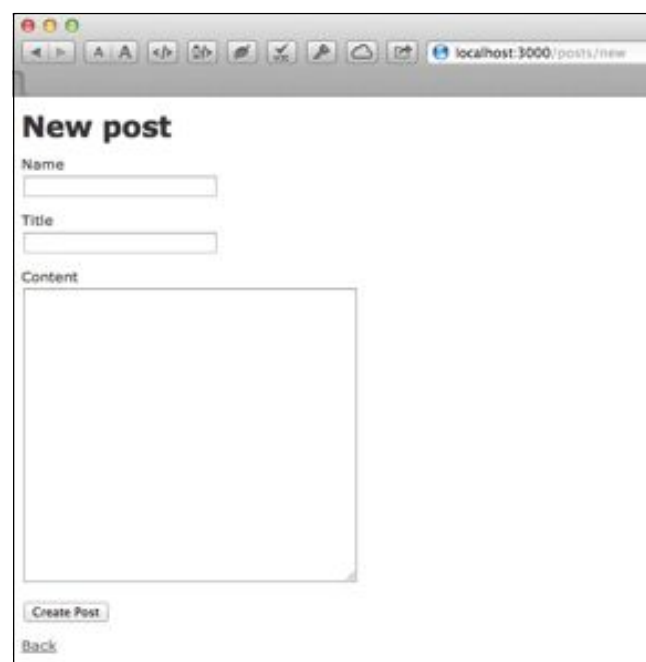 A A
localhost:3000/posts/new
New post
Name
Title
Content
Create Post
Back